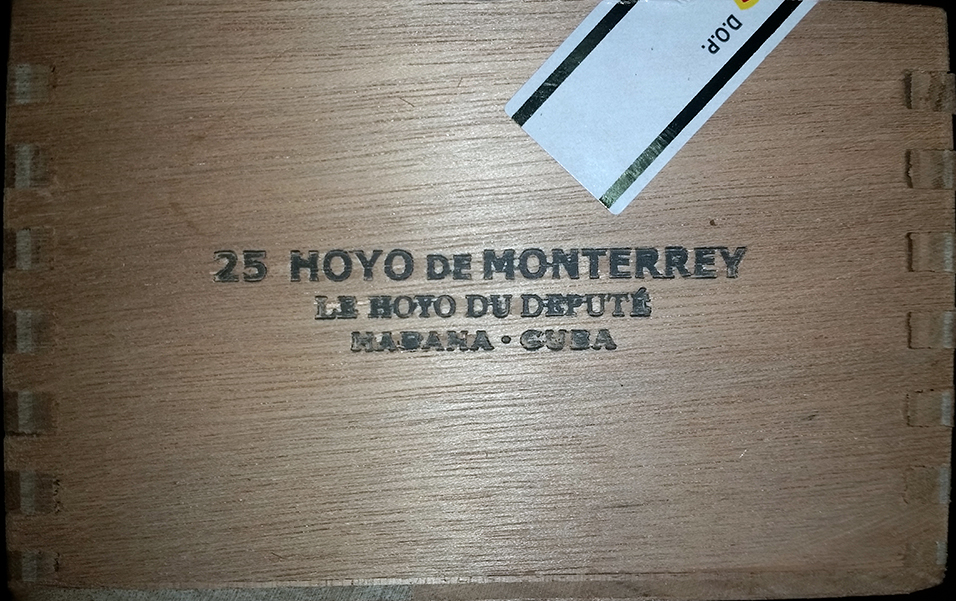 D.O.P.
25 HOYO DE MONTERREY
LE HOYO DU DEPUTÉ
HABANA · CUBA